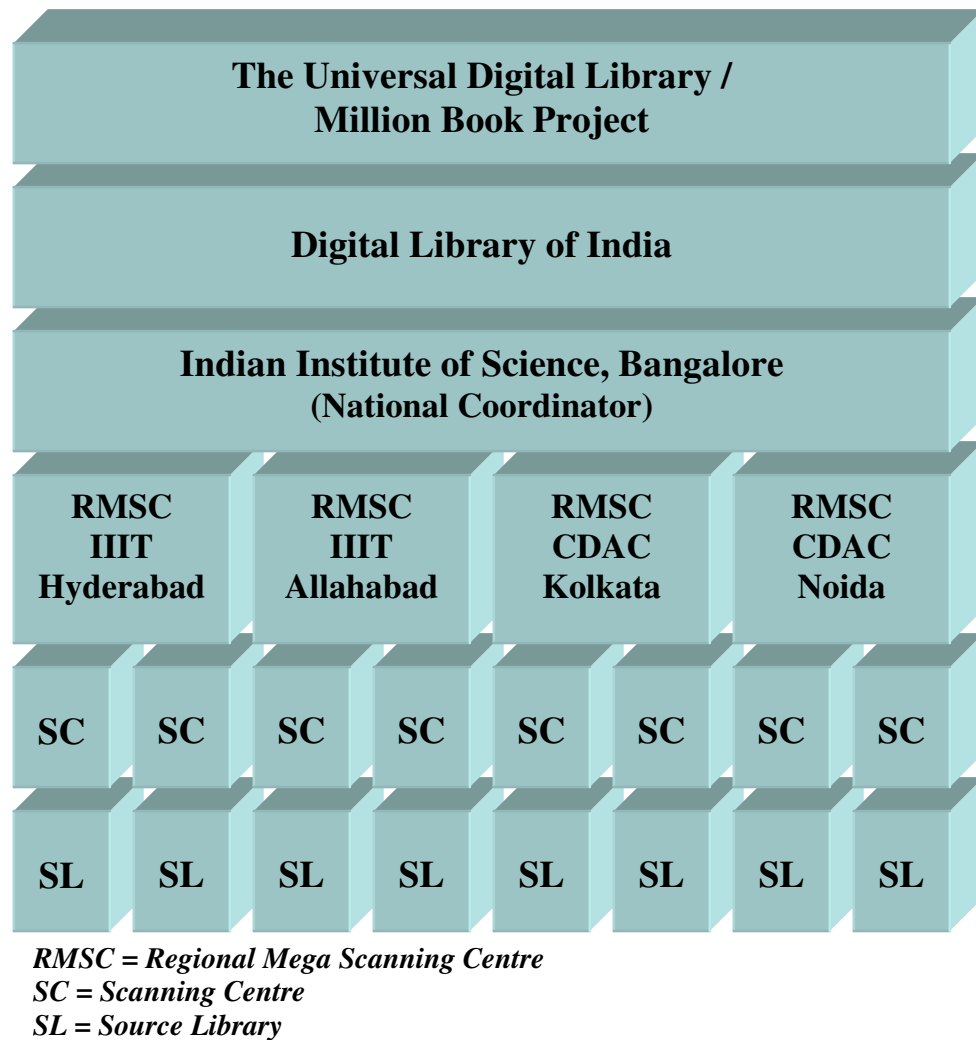 The Universal Digital Library /
Million Book Project
Digital Library of India
Indian Institute of Science, Bangalore
(National Coordinator)
RMSC
IIIT
Hyderabad
RMSC
IIIT
Allahabad
RMSC
CDAC
Kolkata
RMSC
CDAC
Noida
SC SC SC SC SC SC SC SC
SL SL SL SL SL SL SL SL
RMSC = Regional Mega Scanning Centre
SC = Scanning Centre
SL = Source Library